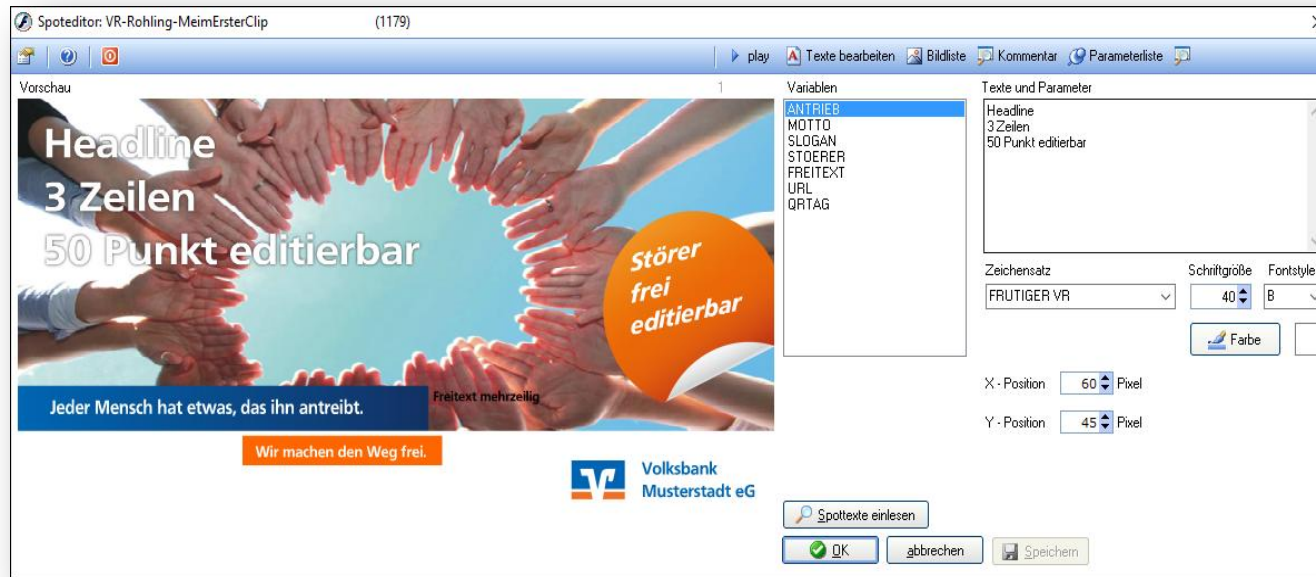 Spoteditor: VR-Rohling-MeimErsterClip (1179)
play Texte bearbeiten Bildliste Kommentar Parameterliste
Vorschau 1
Headline
3 Zeilen
50 Punkt editierbar
Störer
frei
editierbar
Jeder Mensch hat etwas, das ihn antreibt.
Freitext mehrzeilig
Wir machen den Weg frei.
Volksbank
Musterstadt eG
Variablen
ANTRIEB
MOTTO
SLOGAN
STOERER
FREITEXT
URL
QRTAG
Texte und Parameter
Headline
3 Zeilen
50 Punkt editierbar
Zeichensatz Schriftgröße Fontstyle
FRUTIGER VR 40 B
Farbe
X - Position 60 Pixel
Y - Position 45 Pixel
Spottexte einlesen
OK abbrechen Speichern